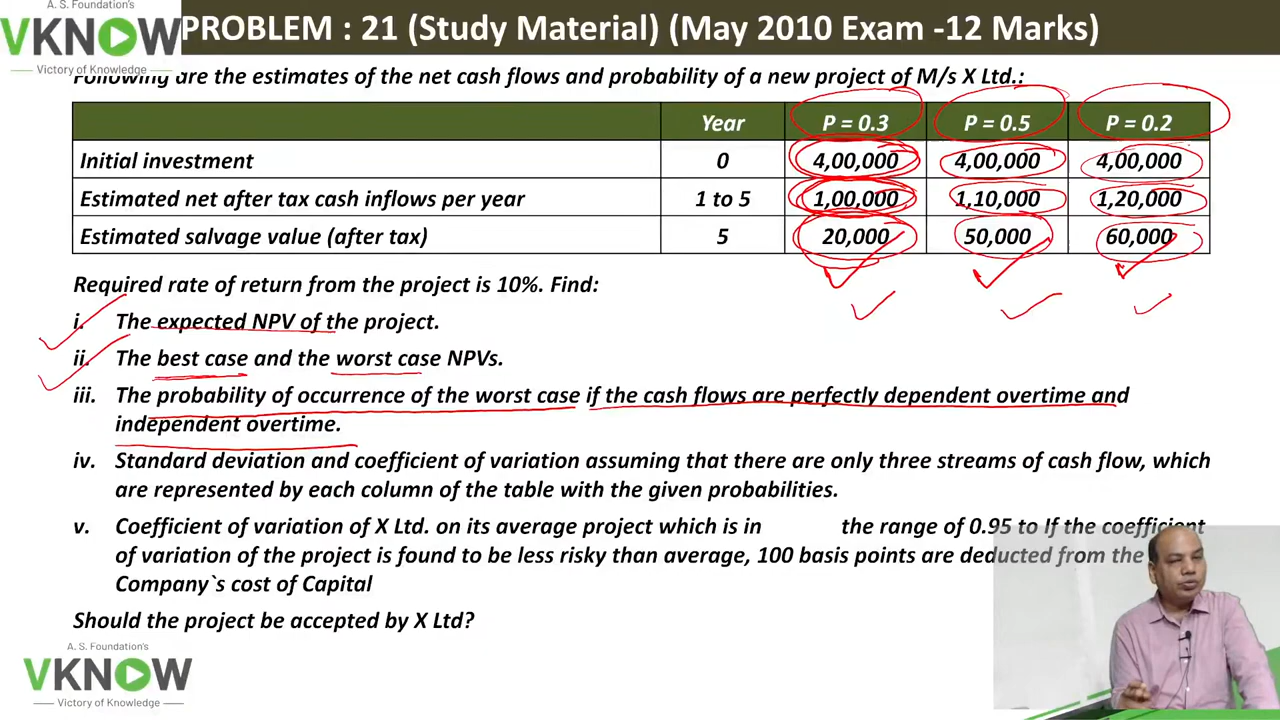 A. S. Foundation's
VKNOW
Victory of Knowledge
PROBLEM : 21 (Study Material) (May 2010 Exam -12 Marks)
Following are the estimates of the net cash flows and probability of a new project of M/s X Ltd.:
Year P = 0.3 P = 0.5 P = 0.2
Initial investment 0 4,00,000 4,00,000 4,00,000
Estimated net after tax cash inflows per year 1 to 5 1,00,000 1,10,000 1,20,000
Estimated salvage value (after tax) 5 20,000 50,000 60,000
Required rate of return from the project is 10%. Find:
i. The expected NPV of the project.
ii. The best case and the worst case NPVs.
iii. The probability of occurrence of the worst case if the cash flows are perfectly dependent overtime and
independent overtime.
iv. Standard deviation and coefficient of variation assuming that there are only three streams of cash flow, which
are represented by each column of the table with the given probabilities.
v. Coefficient of variation of X Ltd. on its average project which is in the range of 0.95 to If the coefficient
of variation of the project is found to be less risky than average, 100 basis points are deducted from the
Company`s cost of Capital
Should the project be accepted by X Ltd?
A. S. Foundation's
VKNOW
Victory of Knowledge